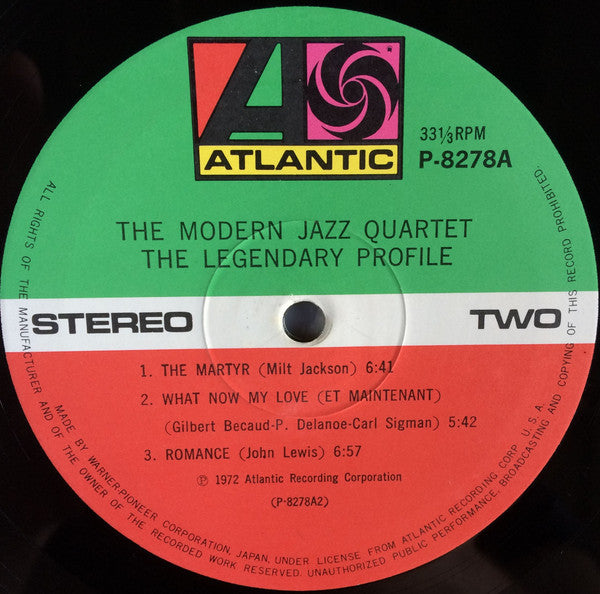 ATLANTIC
33⅓RPM
P-8278A
THE MODERN JAZZ QUARTET
THE LEGENDARY PROFILE
STEREO
TWO
1. THE MARTYR (Milt Jackson) 6:41
2. WHAT NOW MY LOVE (ET MAINTENANT)
(Gilbert Becaud-P. Delanoe-Carl Sigman) 5:42
3. ROMANCE (John Lewis) 6:57
Ⓟ 1972 Atlantic Recording Corporation
(P-8278A2)
MADE BY WARNER-PIONEER CORPORATION, JAPAN, UNDER LICENSE FROM ATLANTIC RECORDING CORP. U. S. A.
ALL RIGHTS OF THE MANUFACTURER AND OF THE OWNER OF THE RECORDED WORK RESERVED. UNAUTHORIZED PUBLIC PERFORMANCE, BROADCASTING AND COPYING OF THIS RECORD PROHIBITED.